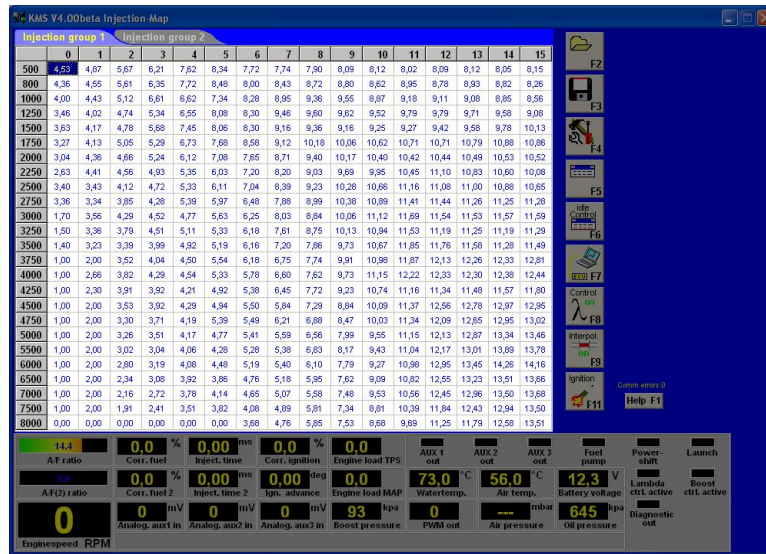 KMS V4.00beta Injection-Map
Injection group 1 Injection group 2
0 1 2 3 4 5 6 7 8 9 10 11 12 13 14 15
500 4,53 4,87 5,67 6,21 7,62 8,34 7,72 7,74 7,90 8,09 8,12 8,02 8,09 8,12 8,05 8,15
800 4,36 4,55 5,61 6,35 7,72 8,48 8,00 8,43 8,72 8,80 8,62 8,95 8,78 8,93 8,82 8,26
1000 4,00 4,43 5,12 6,61 6,62 7,34 8,28 8,95 9,36 9,55 8,87 9,18 9,11 9,08 8,85 8,56
1250 3,46 4,02 4,74 5,34 6,55 8,08 8,30 9,46 9,60 9,62 9,52 9,79 9,79 9,71 9,58 9,08
1500 3,63 4,17 4,78 5,68 7,45 8,06 8,30 9,16 9,36 9,16 9,25 9,27 9,42 9,58 9,78 10,13
1750 3,27 4,13 5,05 5,29 6,73 7,68 8,58 9,12 10,18 10,06 10,62 10,71 10,71 10,79 10,88 10,86
2000 3,04 4,36 4,66 5,24 6,12 7,08 7,65 8,71 9,40 10,17 10,40 10,42 10,44 10,49 10,53 10,52
2250 2,63 4,41 4,56 4,93 5,35 6,03 7,20 8,20 9,03 9,69 9,95 10,45 11,10 10,83 10,60 10,08
2500 3,40 3,43 4,12 4,72 5,33 6,11 7,04 8,39 9,23 10,28 10,66 11,16 11,08 11,00 10,88 10,65
2750 3,36 3,34 3,85 4,28 5,39 5,97 6,48 7,88 8,99 10,38 10,89 11,41 11,44 11,26 11,25 11,28
3000 1,70 3,56 4,29 4,52 4,77 5,63 6,25 8,03 8,84 10,06 11,12 11,69 11,54 11,53 11,57 11,59
3250 1,50 3,36 3,79 4,51 5,11 5,33 6,18 7,61 8,75 10,13 10,94 11,53 11,19 11,25 11,19 11,29
3500 1,40 3,23 3,39 3,99 4,92 5,19 6,16 7,20 7,86 9,73 10,67 11,85 11,76 11,58 11,28 11,49
3750 1,00 2,00 3,52 4,04 4,50 5,54 6,18 6,75 7,74 9,91 10,98 11,87 12,13 12,26 12,33 12,81
4000 1,00 2,66 3,82 4,29 4,54 5,33 5,78 6,60 7,62 9,73 11,15 12,22 12,33 12,30 12,38 12,44
4250 1,00 2,30 3,91 3,92 4,21 4,92 5,38 6,45 7,72 9,23 10,74 11,16 11,34 11,48 11,57 11,80
4500 1,00 2,00 3,53 3,92 4,29 4,94 5,50 5,84 7,29 8,84 10,09 11,37 12,56 12,78 12,97 12,95
4750 1,00 2,00 3,30 3,71 4,19 5,39 5,49 6,21 6,88 8,47 10,03 11,34 12,09 12,65 12,95 13,02
5000 1,00 2,00 3,26 3,51 4,17 4,77 5,41 5,59 6,56 7,99 9,55 11,15 12,13 12,87 13,34 13,46
5500 1,00 2,00 3,02 3,04 4,06 4,28 5,28 5,38 6,83 8,17 9,43 11,04 12,17 13,01 13,89 13,78
6000 1,00 2,00 2,80 3,19 4,08 4,48 5,19 5,40 6,10 7,79 9,27 10,98 12,95 13,45 14,26 14,16
6500 1,00 2,00 2,34 3,08 3,92 3,86 4,76 5,18 5,95 7,62 9,09 10,82 12,55 13,23 13,51 13,66
7000 1,00 2,00 2,16 2,72 3,78 4,14 4,65 5,07 5,58 7,48 9,53 10,56 12,45 12,96 13,50 13,68
7500 1,00 2,00 1,91 2,41 3,51 3,82 4,08 4,89 5,81 7,34 8,81 10,39 11,84 12,43 12,94 13,50
8000 0,00 0,00 0,00 0,00 0,00 0,00 3,68 4,76 5,85 7,53 8,68 9,69 11,25 11,79 12,58 13,51
F2
F3
F4
F5
idle
Control
F6
ECU F7
Control
on
λ F8
Interpol.
on
F9
Ignition
F11
Comm errors:0
Help F1
14,4
A/F ratio
0,0 %
Corr. fuel
0,00 ms
Inject. time
0,0 %
Corr. ignition
0,0
Engine load TPS
AUX 1
out
AUX 2
out
AUX 3
out
Fuel
pump
Power-
shift
Launch
0,0
A/F(2) ratio
0,0 %
Corr. fuel 2
0,00 ms
Inject. time 2
0,00 deg
Ign. advance
0,00
Engine load MAP
73,0 °C
Watertemp.
56,0 °C
Air temp.
12,3 V
Battery voltage
Lambda
ctrl. active
Boost
ctrl. active
0
Enginespeed RPM
0 mV
Analog. aux1 in
0 mV
Analog. aux2 in
0 mV
Analog. aux3 in
93 kpa
Boost pressure
0
PWM out
--- mbar
Air pressure
645 kpa
Oil pressure
Diagnostic
out